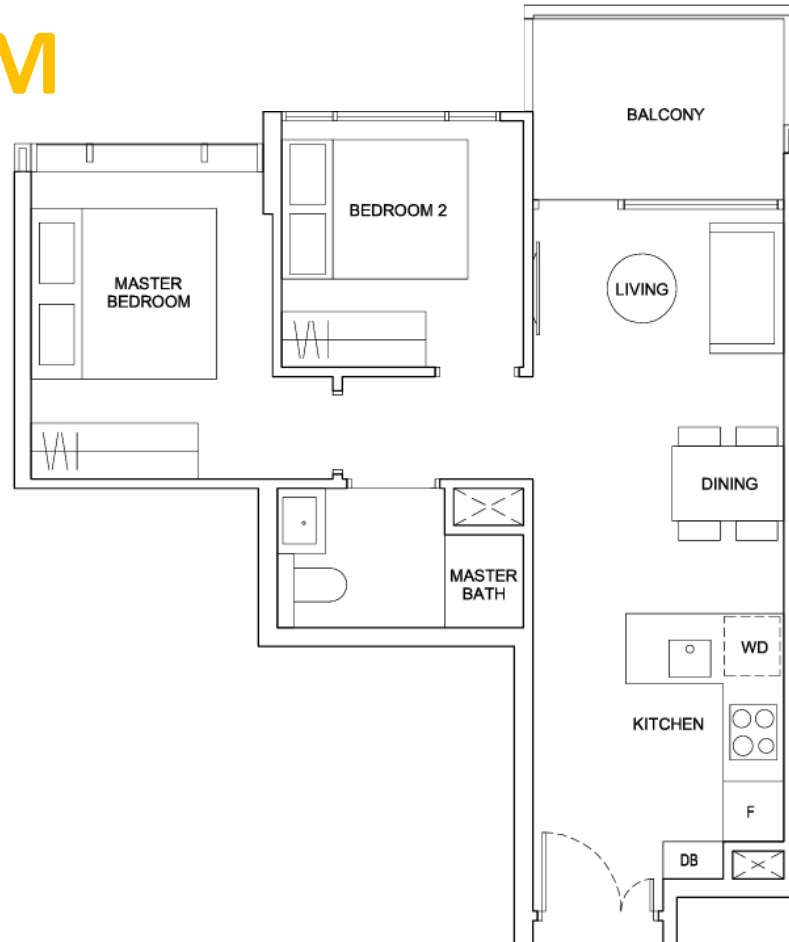 M
BALCONY
BEDROOM 2
MASTER
BEDROOM
LIVING
DINING
MASTER
BATH
WD
KITCHEN
F
DB